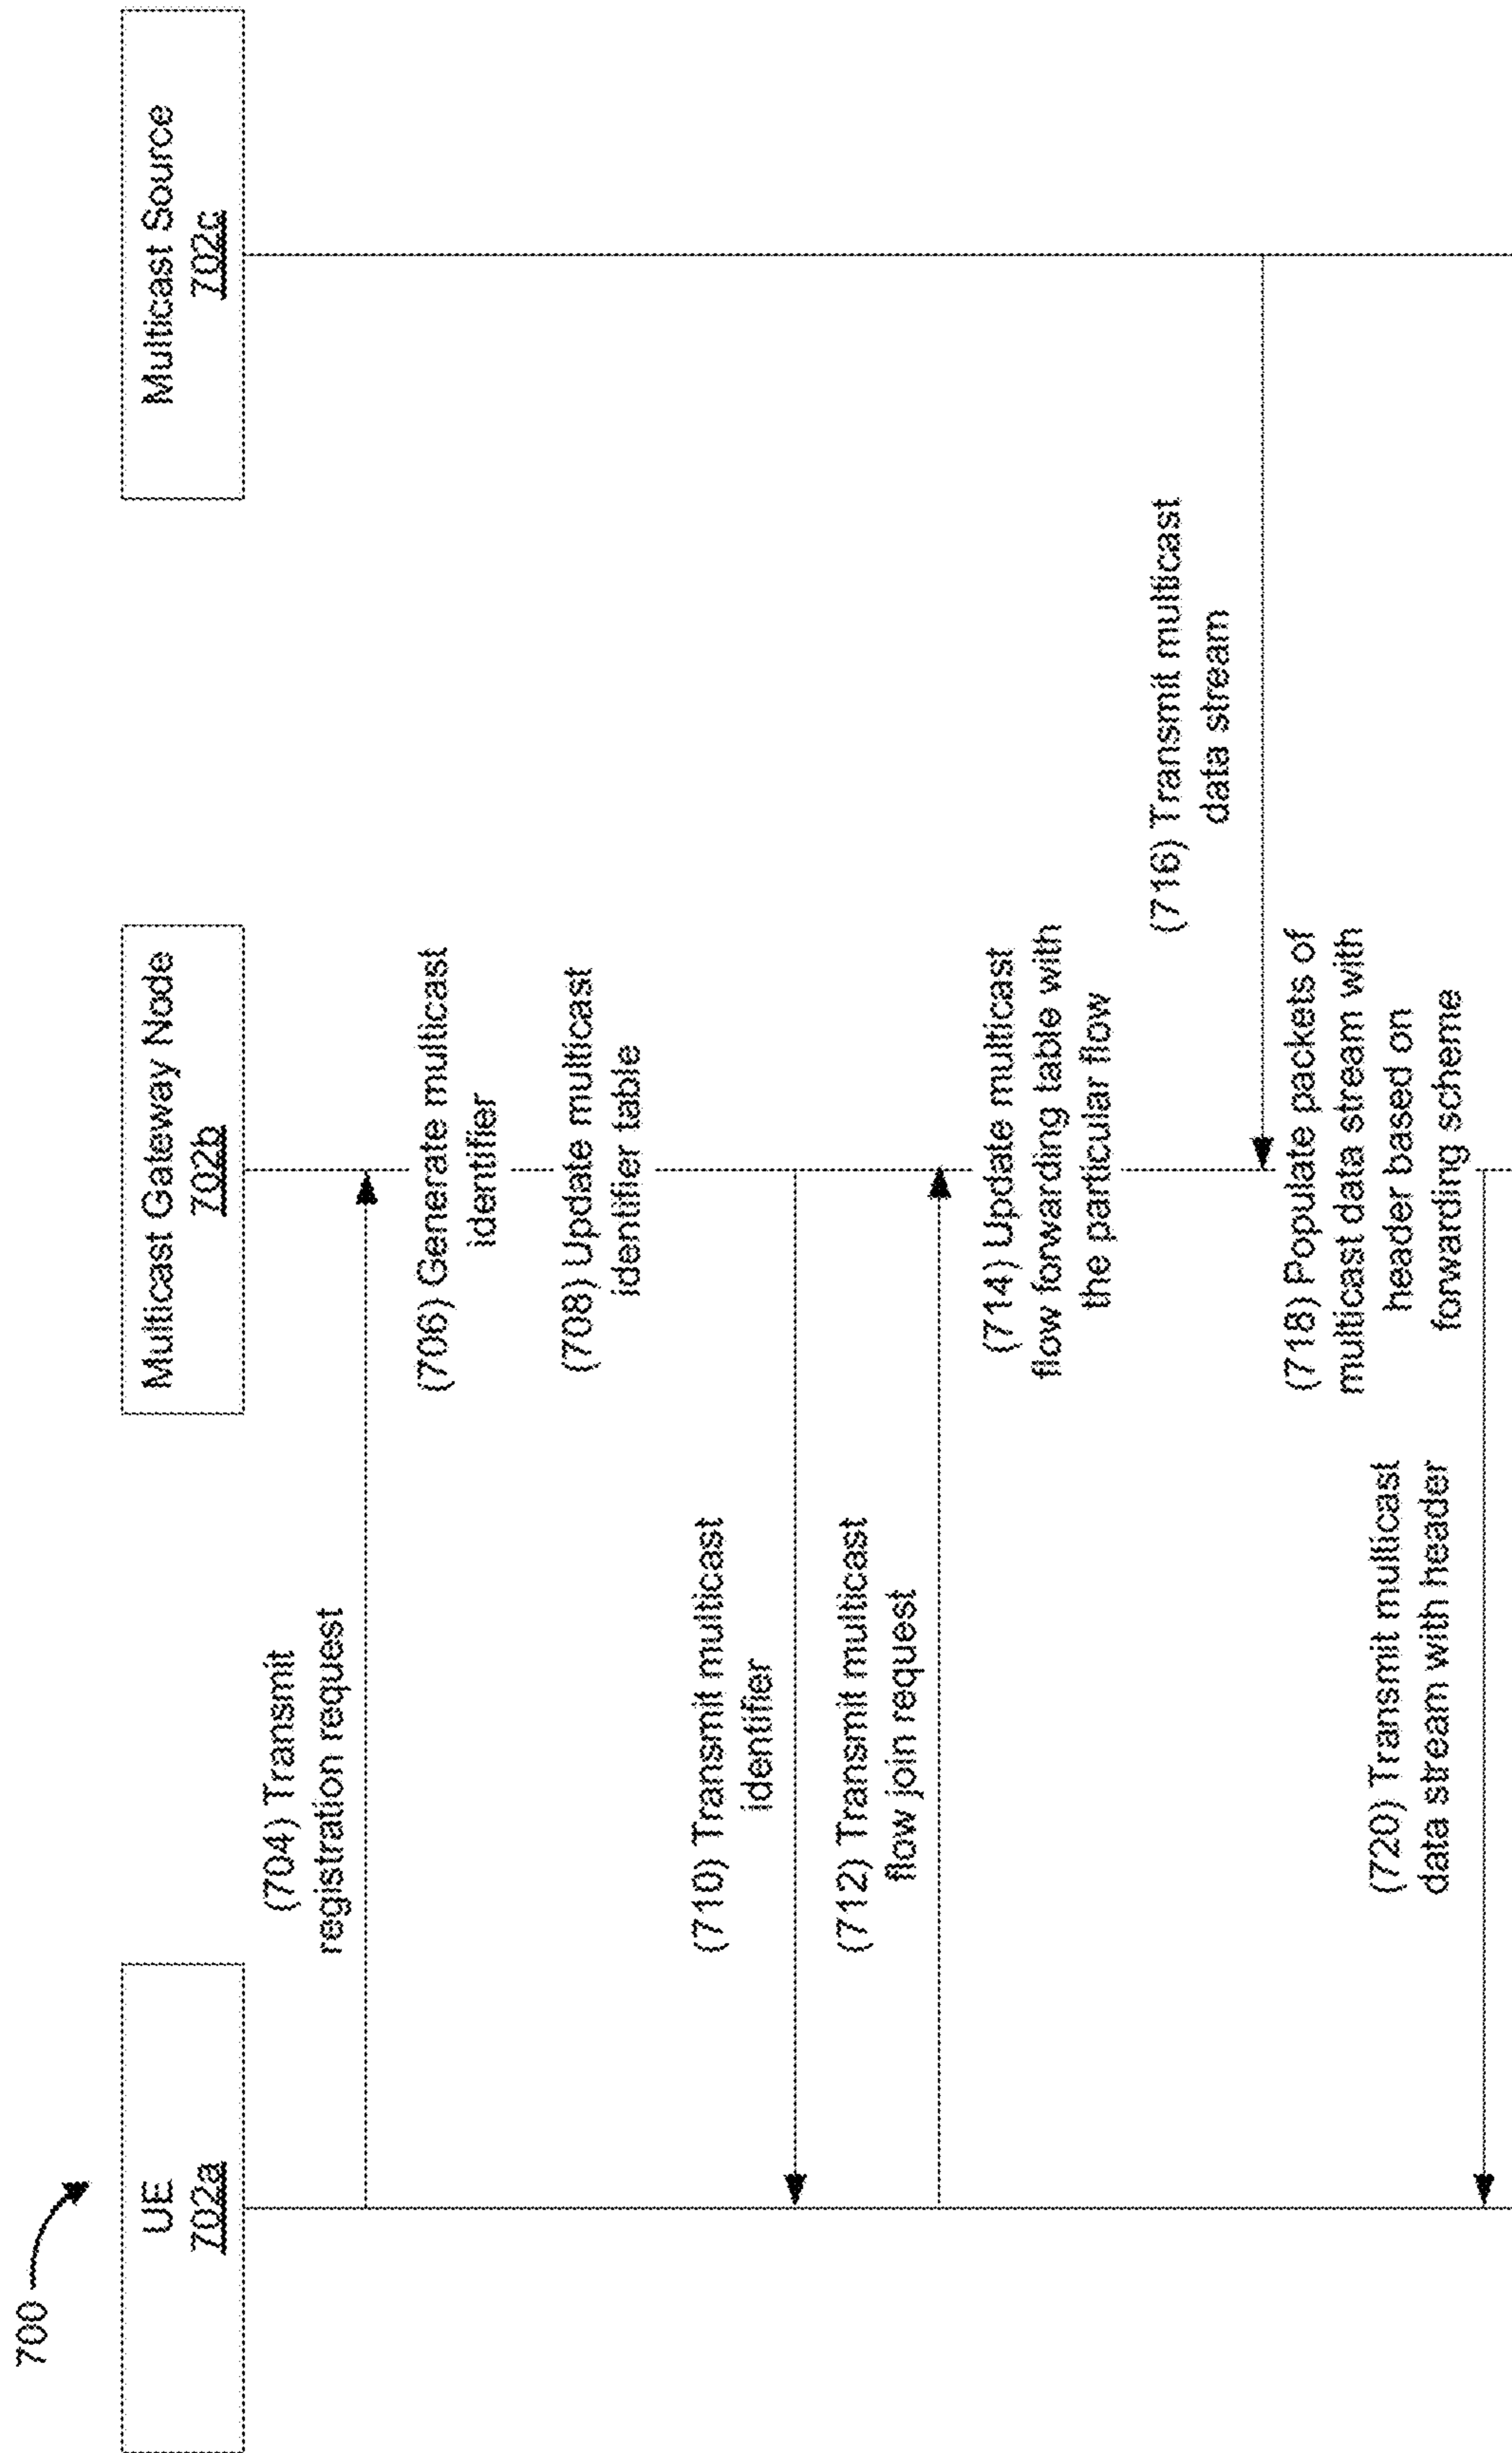 700
UE
702a
Multicast Gateway Node
702b
Multicast Source
702c
(704) Transmit
registration request
(706) Generate multicast
identifier
(708) Update multicast
identifier table
(710) Transmit multicast
identifier
(712) Transmit multicast
flow join request
(714) Update multicast
flow forwarding table with
the particular flow
(716) Transmit multicast
data stream
(718) Populate packets of
multicast data stream with
header based on
forwarding scheme
(720) Transmit multicast
data stream with header